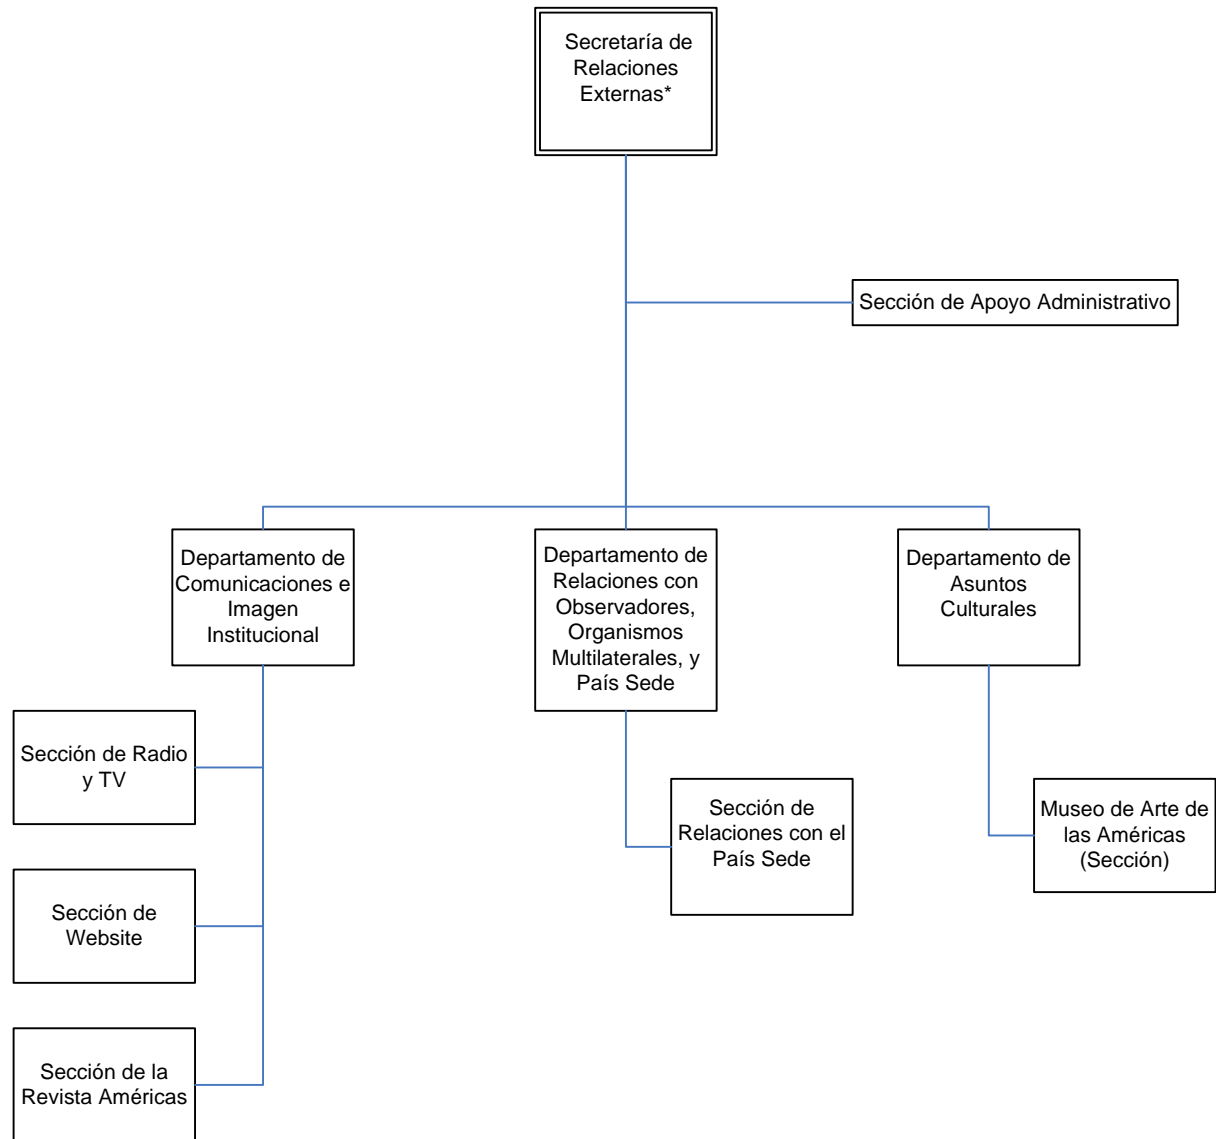 Secretaría de
Relaciones
Externas*
Sección de Apoyo Administrativo
Departamento de
Comunicaciones e
Imagen
Institucional
Departamento de
Relaciones con
Observadores,
Organismos
Multilaterales, y
País Sede
Departamento de
Asuntos
Culturales
Sección de Radio
y TV
Sección de
Relaciones con el
País Sede
Museo de Arte de
las Américas
(Sección)
Sección de
Website
Sección de la
Revista Américas